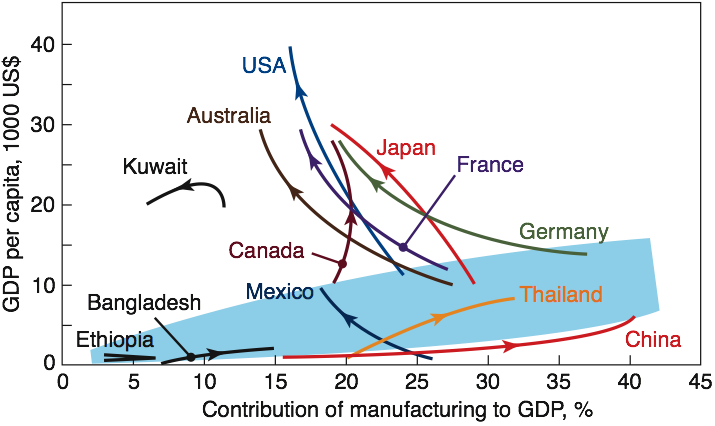 GDP per capita, 1000 US$
40
30
20
10
0
USA
Australia
Japan
Kuwait
France
Germany
Canada
Mexico
Bangladesh
Thailand
Ethiopia
China
0 5 10 15 20 25 30 35 40 45
Contribution of manufacturing to GDP, %